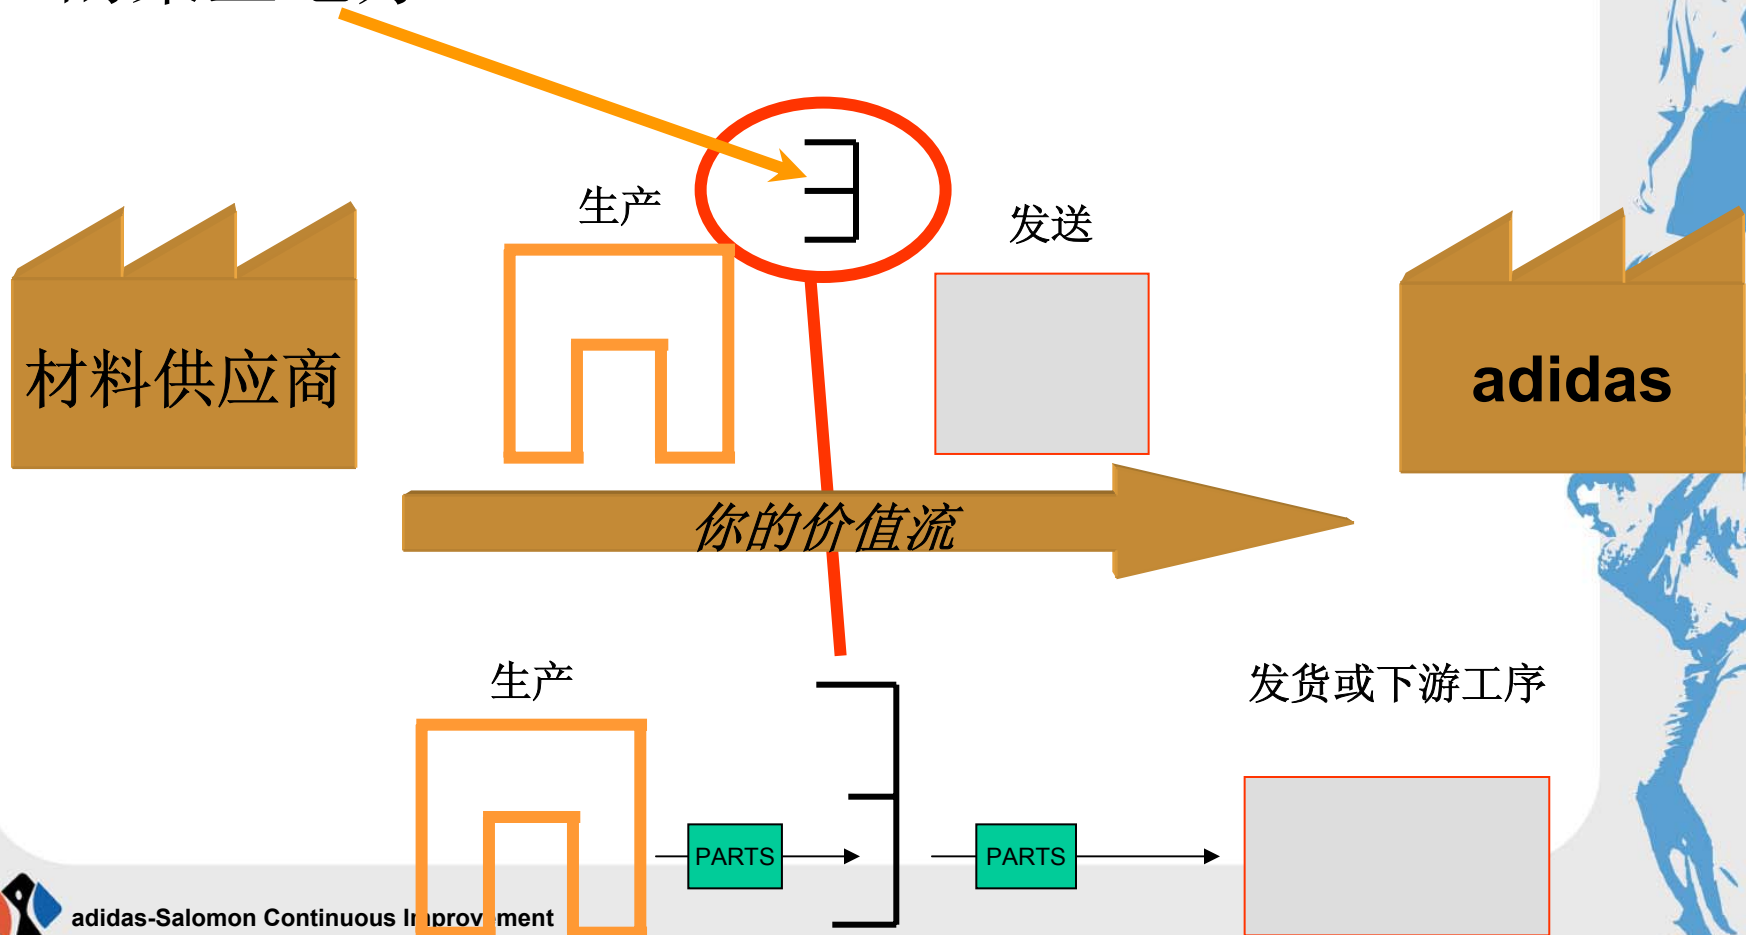 生产
发送
材料供应商
adidas
你的价值流
生产
发货或下游工序
PARTS
PARTS
adidas-Salomon Continuous Improvement